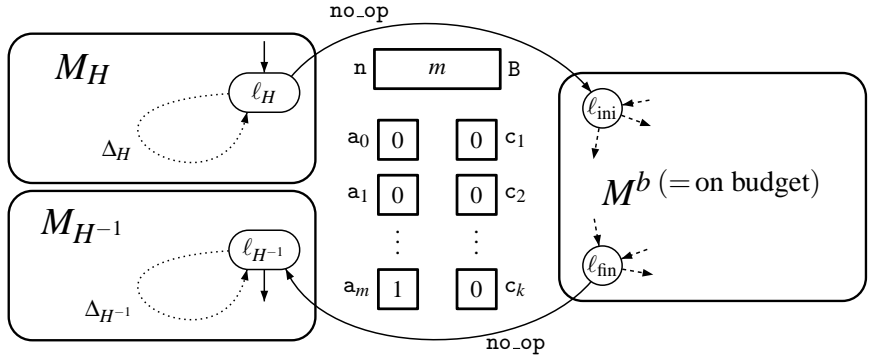 no_op
M_H
ℓ_H
Δ_H
n m B
a_0 0 0 c_1
a_1 0 0 c_2
⋮ ⋮
a_m 1 0 c_k
ℓ_ini
M^b (= on budget)
ℓ_fin
M_{H^{-1}}
ℓ_{H^{-1}}
Δ_{H^{-1}}
no_op